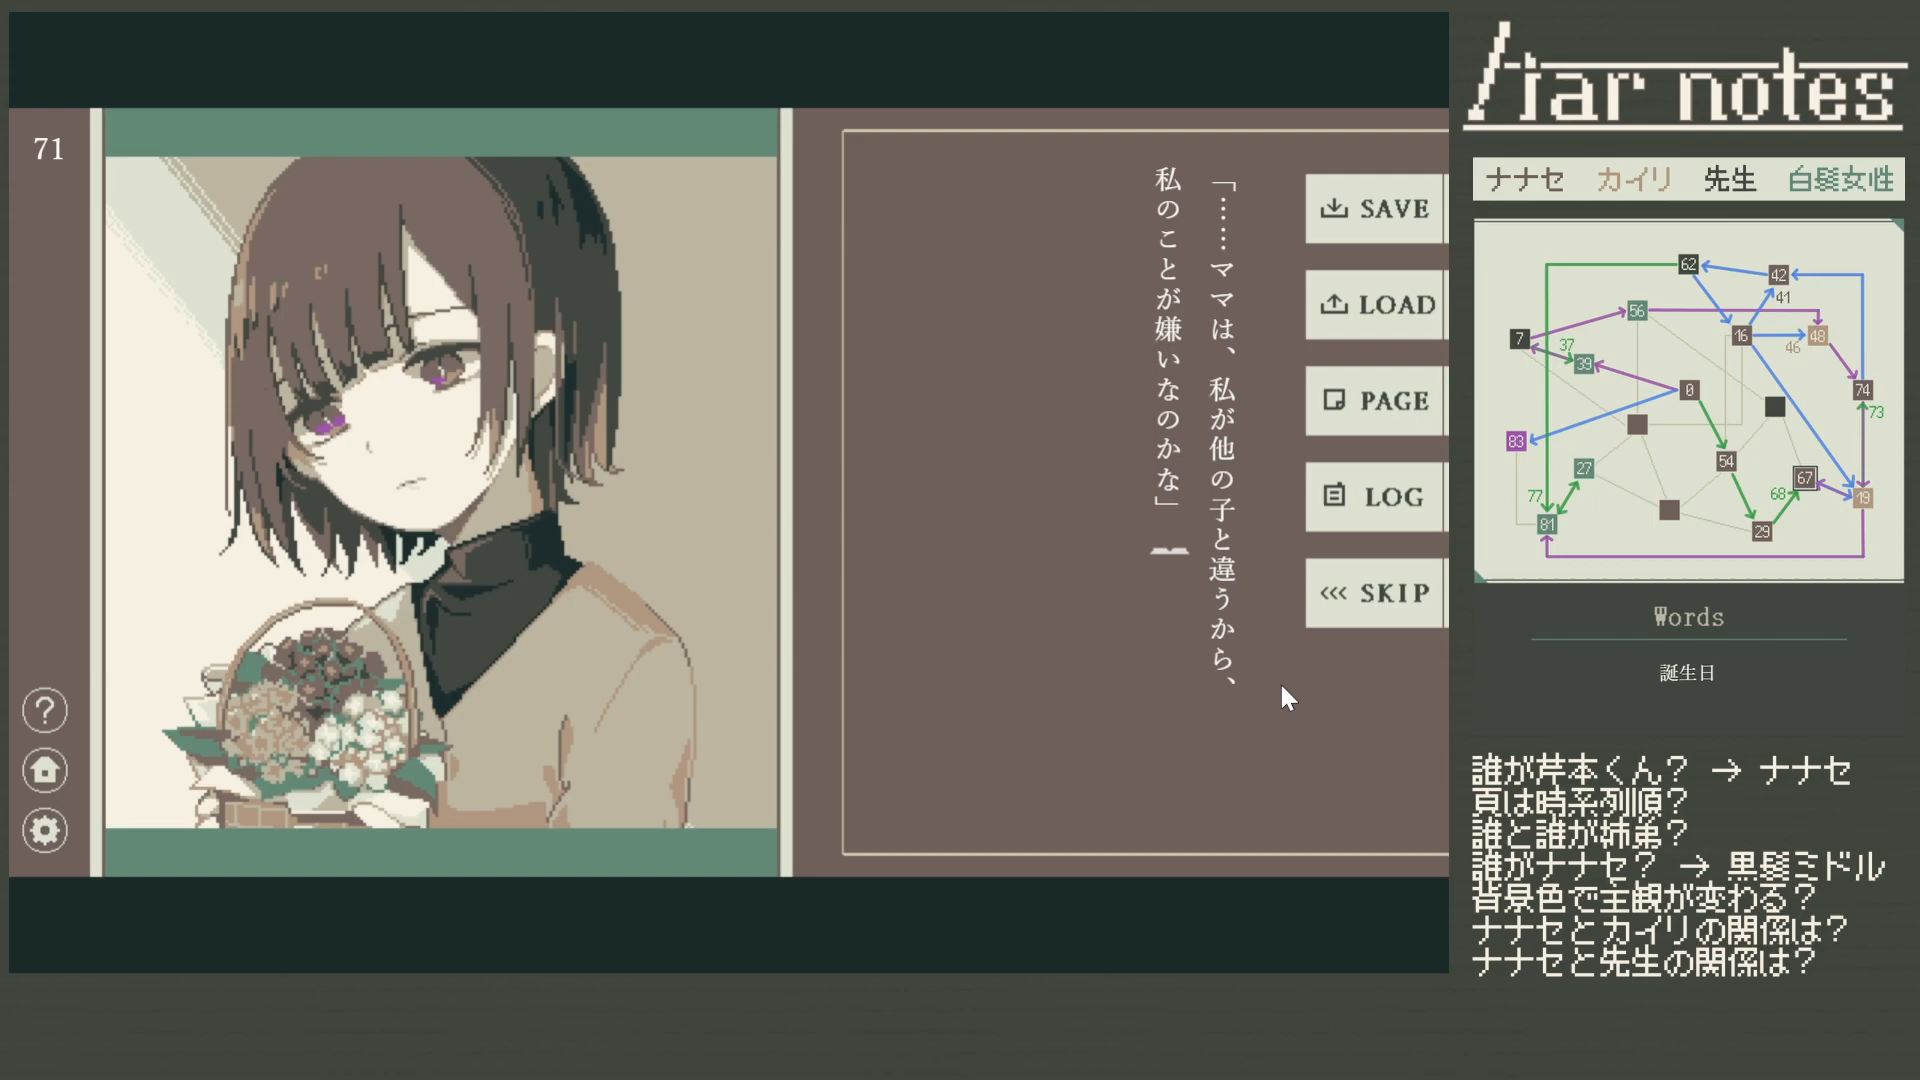 71
「……ママは、私が他の子と違うから、
私のことが嫌いなのかな」
SAVE
LOAD
PAGE
LOG
SKIP
liar notes
ナナセ カイリ 先生 白髪女性
62
42
41
56
7
37
39
16
48
46
0
74
73
83
27
54
67
68
19
77
81
29
Words
誕生日
誰が芹本くん? → ナナセ
頁は時系列順?
誰と誰が姉弟?
誰がナナセ? → 黒髪ミドル
背景色で主観が変わる?
ナナセとカイリの関係は?
ナナセと先生の関係は?